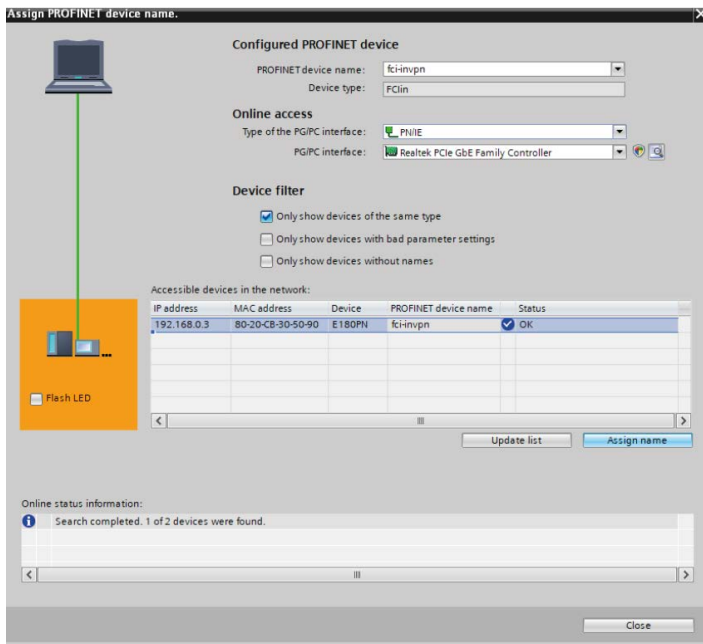 Assign PROFINET device name.
Configured PROFINET device
PROFINET device name: fci-invpn
Device type: FCIin
Online access
Type of the PG/PC interface: PN/IE
PG/PC interface: Realtek PCIe GbE Family Controller
Device filter
Only show devices of the same type
Only show devices with bad parameter settings
Only show devices without names
Accessible devices in the network:
IP address MAC address Device PROFINET device name Status
192.168.0.3 80-20-CB-30-50-90 E180PN fci-invpn OK
Flash LED
Update list Assign name
Online status information:
Search completed. 1 of 2 devices were found.
Close